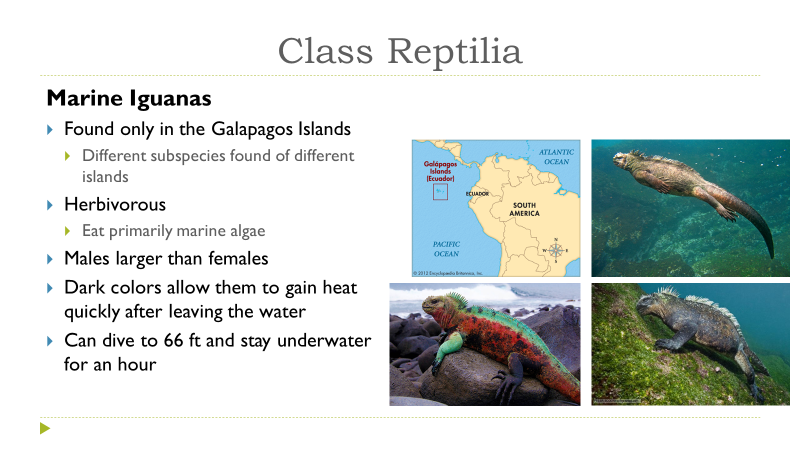 Class Reptilia
Marine Iguanas
Found only in the Galapagos Islands
Different subspecies found of different
islands
Herbivorous
Eat primarily marine algae
Males larger than females
Dark colors allow them to gain heat
quickly after leaving the water
Can dive to 66 ft and stay underwater
for an hour
ATLANTIC
OCEAN
Galápagos
Islands
(Ecuador)
ECUADOR
SOUTH
AMERICA
PACIFIC
OCEAN
N
W
E
S
© 2012 Encyclopædia Britannica, Inc.